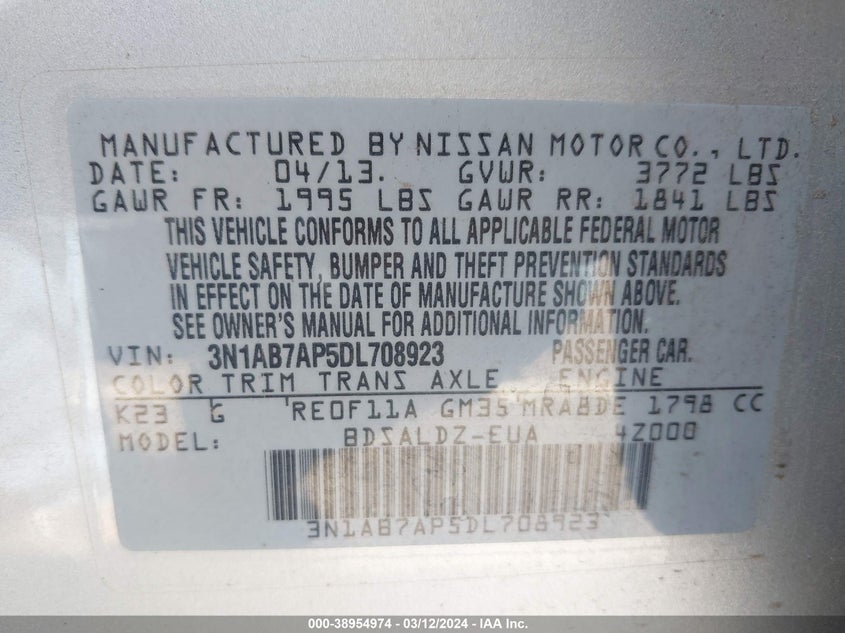 MANUFACTURED BY NISSAN MOTOR CO., LTD.
DATE: 04/13. GVWR: 3772 LBS
GAWR FR: 1995 LBS GAWR RR: 1841 LBS
THIS VEHICLE CONFORMS TO ALL APPLICABLE FEDERAL MOTOR
VEHICLE SAFETY, BUMPER AND THEFT PREVENTION STANDARDS
IN EFFECT ON THE DATE OF MANUFACTURE SHOWN ABOVE.
SEE OWNER'S MANUAL FOR ADDITIONAL INFORMATION.
VIN: 3N1AB7AP5DL708923 PASSENGER CAR.
COLOR TRIM TRANS AXLE ENGINE
K23 G RE0F11A GM35 MRA8DE 1798 CC
MODEL: BDSALDZ-EUA 4Z000
3N1AB7AP5DL708923
000-38954974 - 03/12/2024 - IAA Inc.